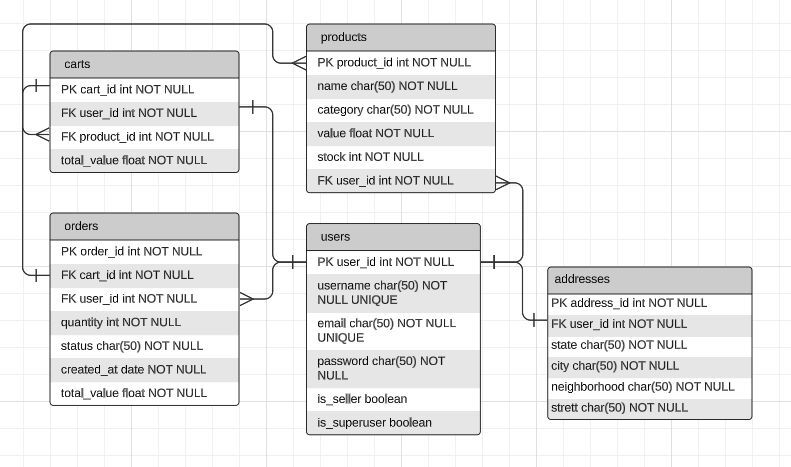 carts
PK cart_id int NOT NULL
FK user_id int NOT NULL
FK product_id int NOT NULL
total_value float NOT NULL
products
PK product_id int NOT NULL
name char(50) NOT NULL
category char(50) NOT NULL
value float NOT NULL
stock int NOT NULL
FK user_id int NOT NULL
orders
PK order_id int NOT NULL
FK cart_id int NOT NULL
FK user_id int NOT NULL
quantity int NOT NULL
status char(50) NOT NULL
created_at date NOT NULL
total_value float NOT NULL
users
PK user_id int NOT NULL
username char(50) NOT
NULL UNIQUE
email char(50) NOT NULL
UNIQUE
password char(50) NOT
NULL
is_seller boolean
is_superuser boolean
addresses
PK address_id int NOT NULL
FK user_id int NOT NULL
state char(50) NOT NULL
city char(50) NOT NULL
neighborhood char(50) NOT NULL
strett char(50) NOT NULL